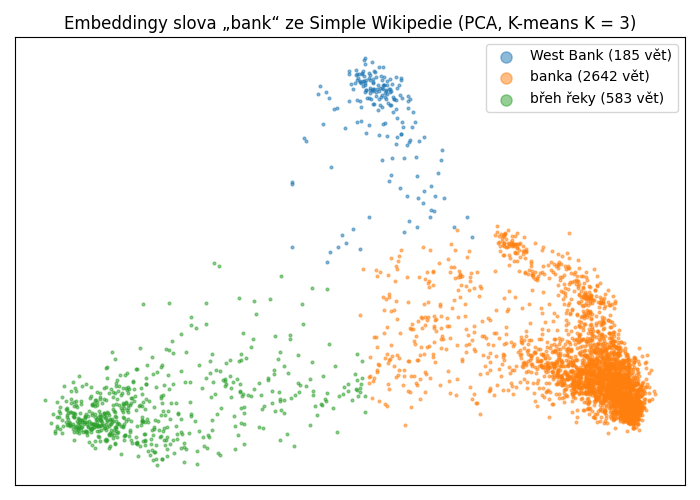 Embeddingy slova „bank“ ze Simple Wikipedie (PCA, K-means K = 3)
West Bank (185 vět)
banka (2642 vět)
břeh řeky (583 vět)